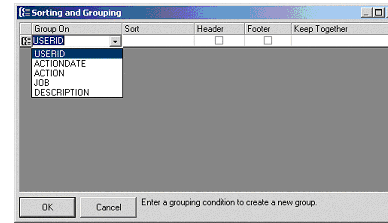 Sorting and Grouping
Group On Sort Header Footer Keep Together
USERID
USERID
ACTIONDATE
ACTION
JOB
DESCRIPTION
OK Cancel Enter a grouping condition to create a new group.